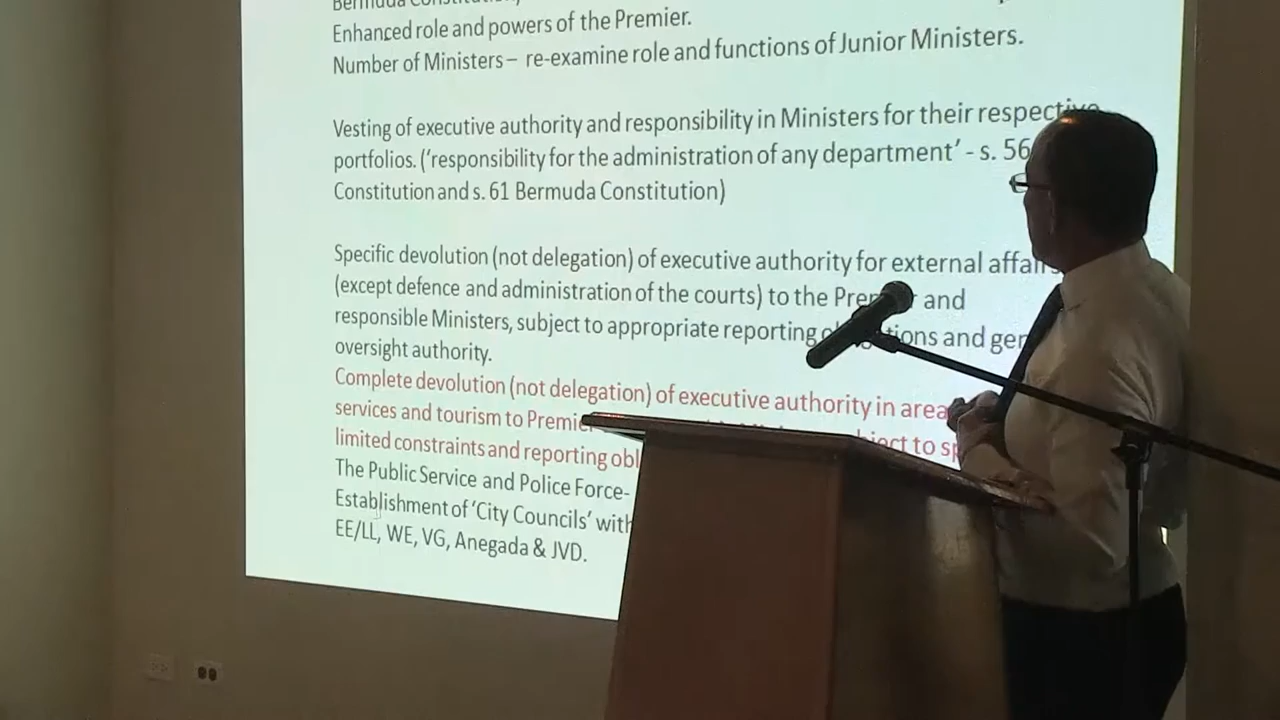 Bermuda
Enhanced role and powers of the Premier.
Number of Ministers – re-examine role and functions of Junior Ministers.
Vesting of executive authority and responsibility in Ministers for their respective
portfolios. ('responsibility for the administration of any department' - s. 56
Constitution and s. 61 Bermuda Constitution)
Specific devolution (not delegation) of executive authority for external affairs
(except defence and administration of the courts) to the Premier and
responsible Ministers, subject to appropriate reporting and
oversight authority.
Complete devolution (not delegation) of executive authority in
services and tourism to to
limited constraints and reporting
The Public Service and Police Force-
Establishment of 'City Councils' with
EE/LL, WE, VG, Anegada & JVD.